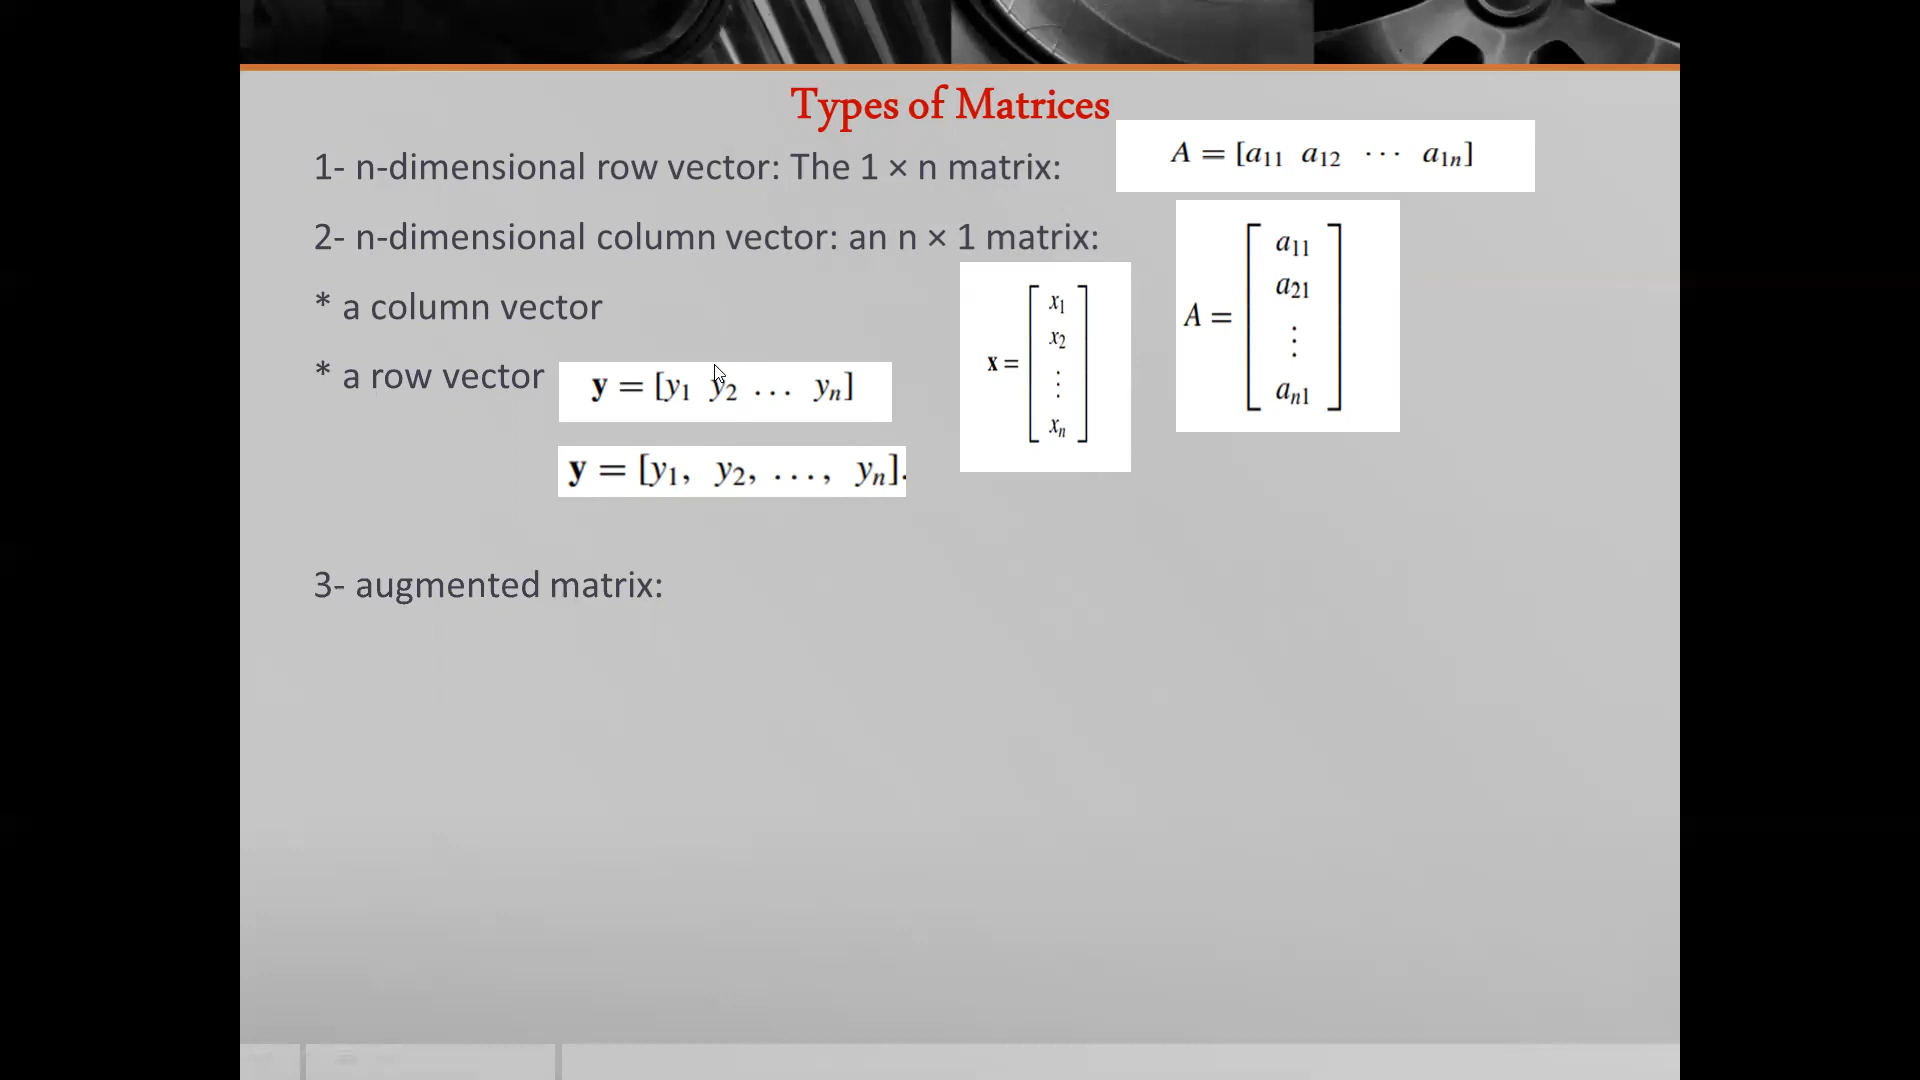 Types of Matrices
1- n-dimensional row vector: The 1 × n matrix:
A = [a₁₁ a₁₂ ⋯ a₁ₙ]
2- n-dimensional column vector: an n × 1 matrix:
A = [ a₁₁
a₂₁
⋮
aₙ₁ ]
* a column vector
x = [ x₁
x₂
⋮
xₙ ]
* a row vector
y = [y₁ y₂ … yₙ]
y = [y₁, y₂, …, yₙ].
3- augmented matrix: